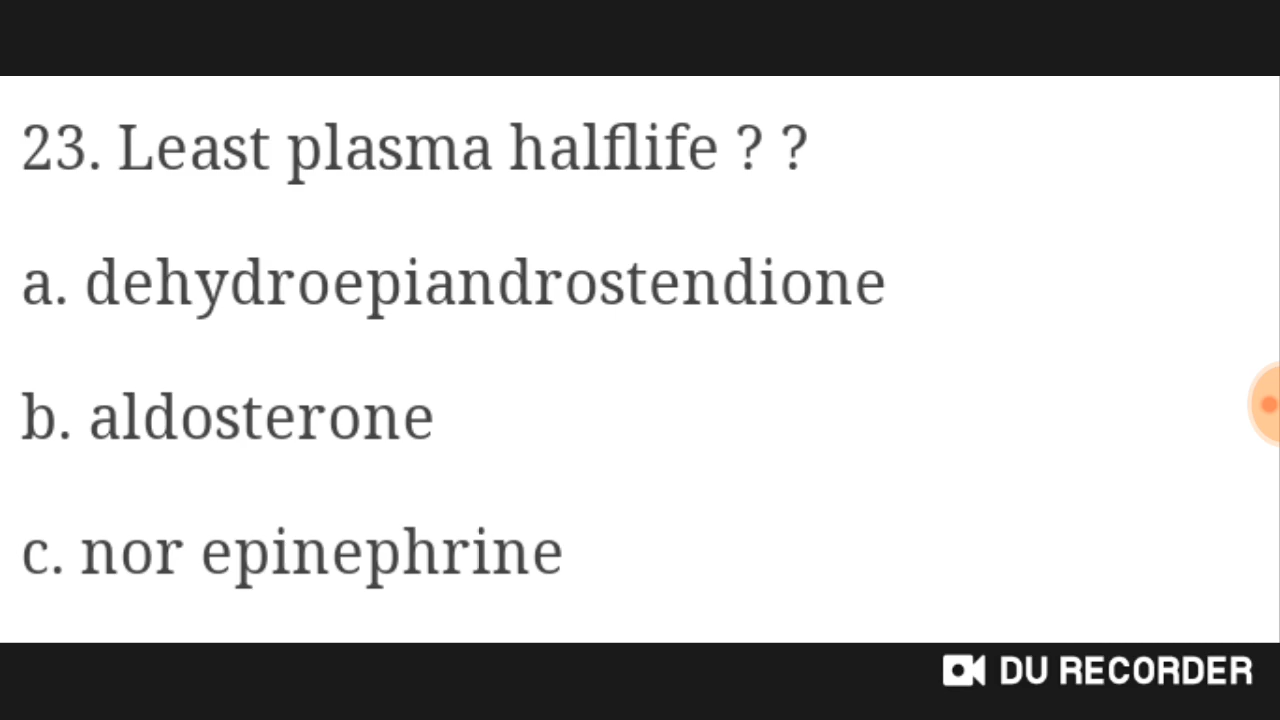 23. Least plasma halflife ? ?
a. dehydroepiandrostendione
b. aldosterone
c. nor epinephrine
DU RECORDER